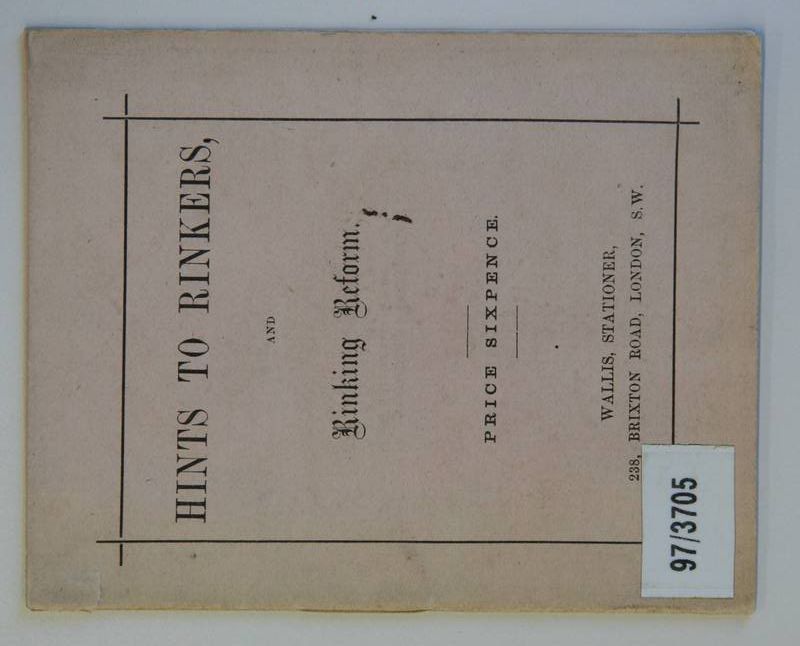 HINTS TO RINKERS,
AND
Rinking Reform.
PRICE SIXPENCE.
WALLIS, STATIONER,
238, BRIXTON ROAD, LONDON, S.W.
97/3705